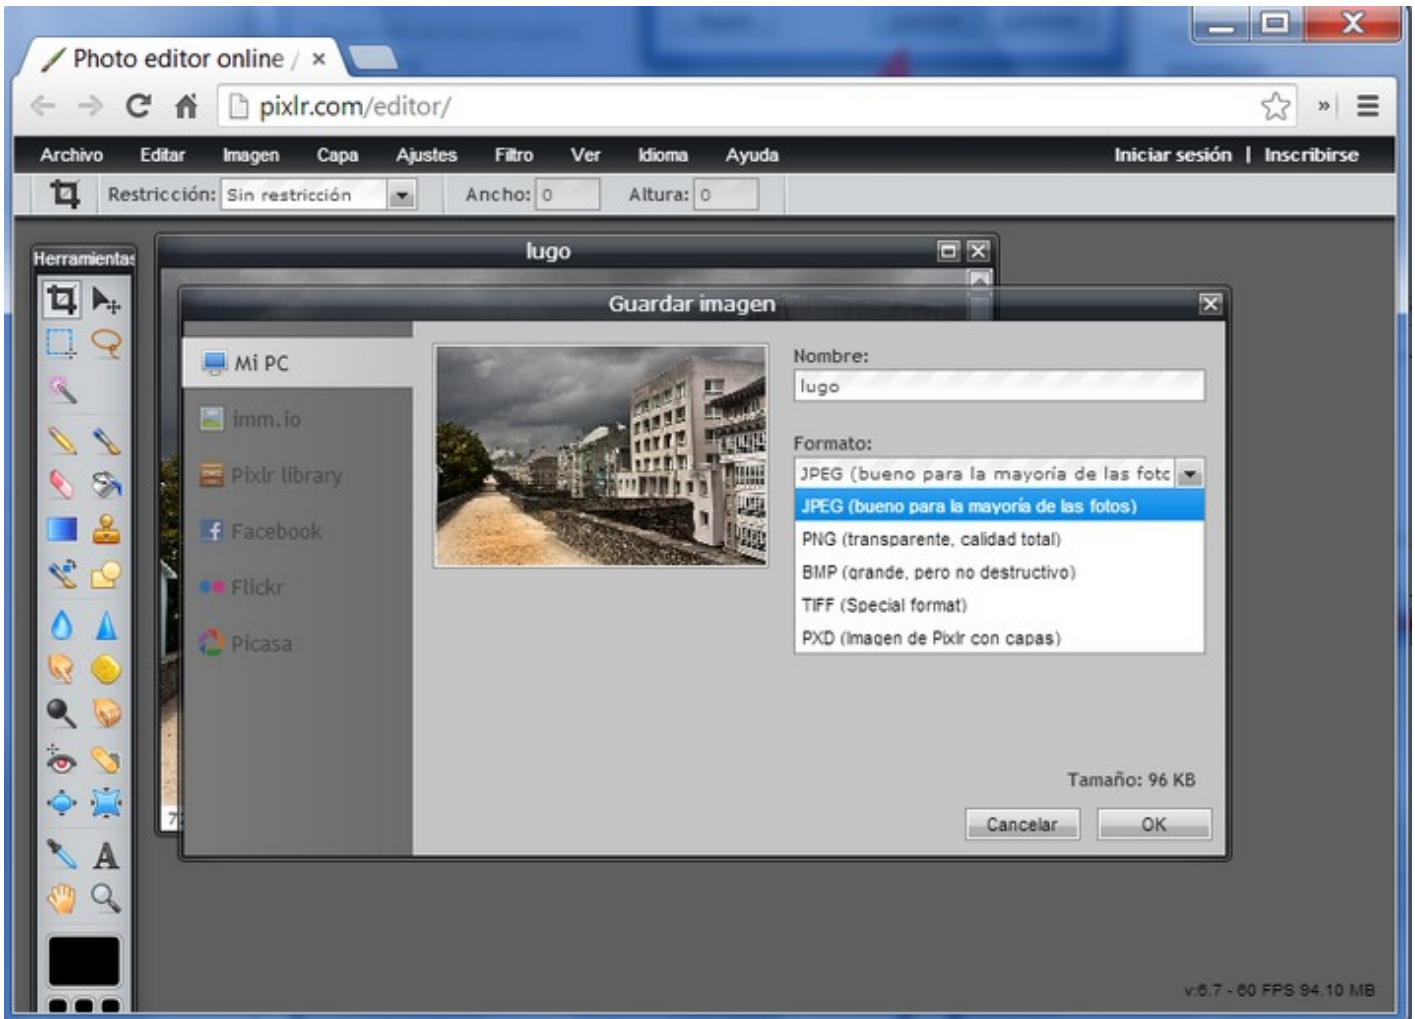 Photo editor online /
pixlr.com/editor/
Archivo Editar Imagen Capa Ajustes Filtro Ver Idioma Ayuda Iniciar sesión | Inscribirse
Restricción: Sin restricción Ancho: 0 Altura: 0
Herramientas
lugo
Guardar imagen
Mi PC
imm.io
Pixlr library
Facebook
Flickr
Picasa
Nombre:
lugo
Formato:
JPEG (bueno para la mayoría de las foto
JPEG (bueno para la mayoría de las fotos)
PNG (transparente, calidad total)
BMP (grande, pero no destructivo)
TIFF (Special format)
PXD (Imagen de Pixlr con capas)
Tamaño: 96 KB
Cancelar OK
v:6.7 - 60 FPS 94.10 MB